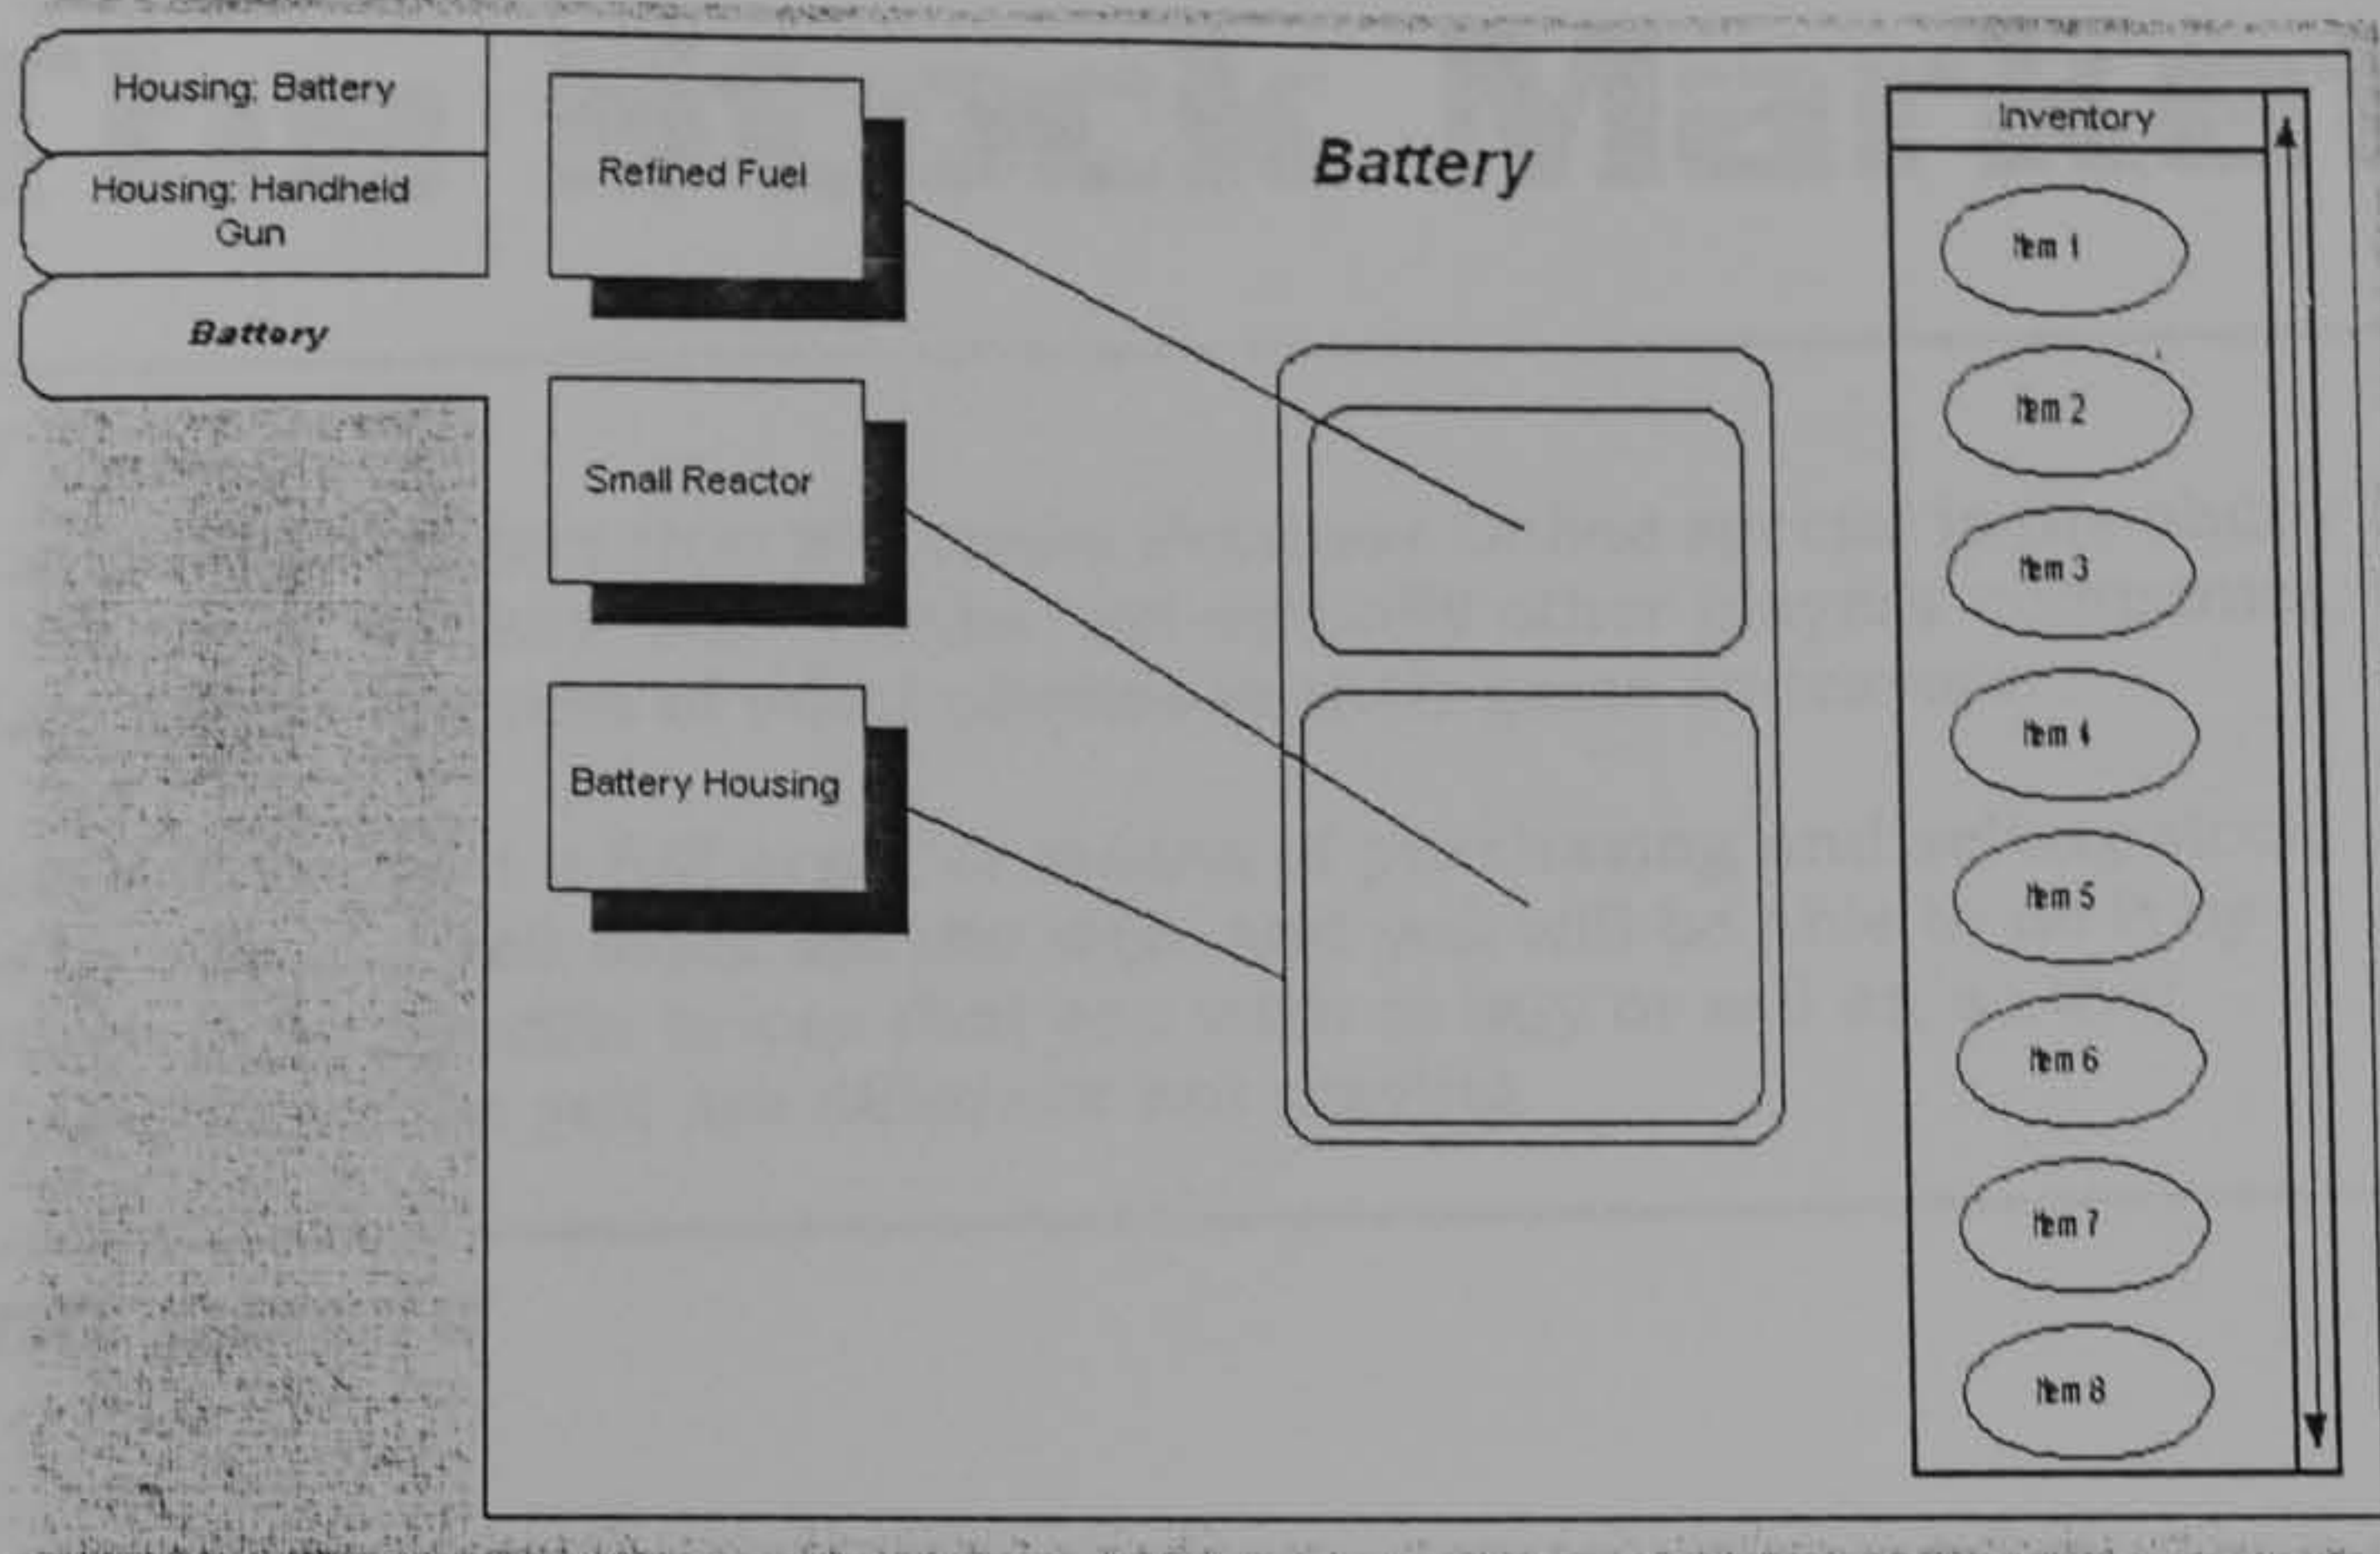 Housing: Battery
Housing: Handheld
Gun
Battery
Refined Fuel
Small Reactor
Battery Housing
Battery
Inventory
Item 1
Item 2
Item 3
Item 4
Item 5
Item 6
Item 7
Item 8